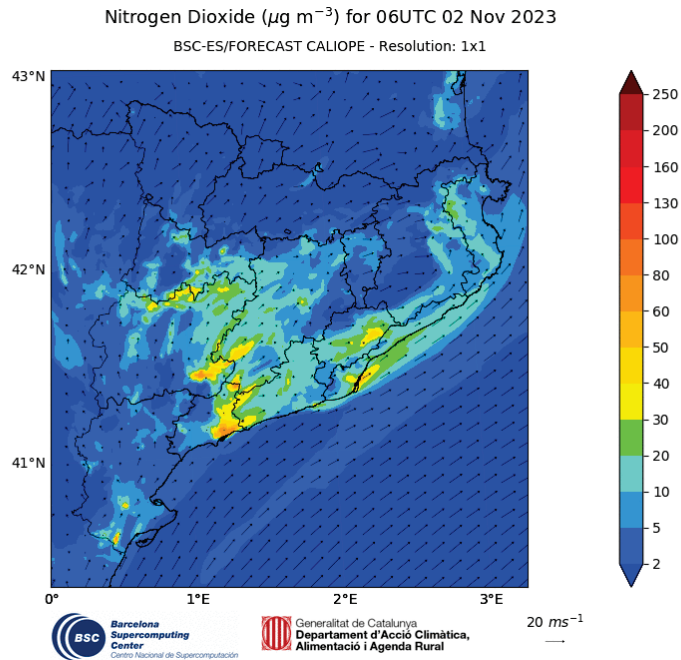 Nitrogen Dioxide (μg m⁻³) for 06UTC 02 Nov 2023
BSC-ES/FORECAST CALIOPE - Resolution: 1x1
43°N
42°N
41°N
0°
1°E
2°E
3°E
250
200
160
130
100
80
60
50
40
30
20
10
5
2
BSC
Barcelona
Supercomputing
Center
Centro Nacional de Supercomputación
Generalitat de Catalunya
Departament d'Acció Climàtica,
Alimentació i Agenda Rural
20 ms⁻¹